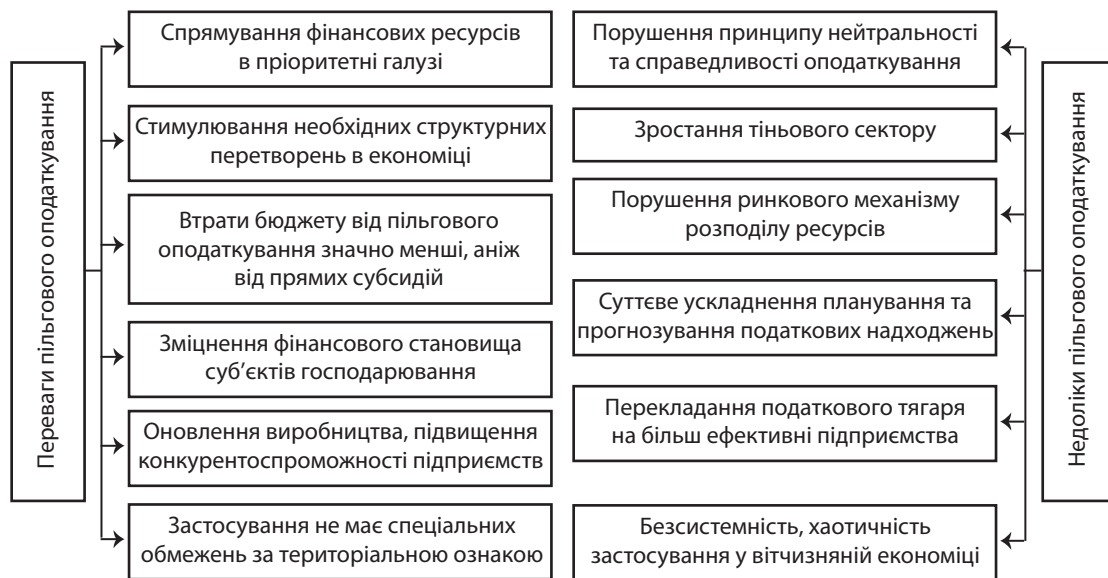 Переваги пільгового оподаткування
Спрямування фінансових ресурсів
в пріоритетні галузі
Стимулювання необхідних структурних
перетворень в економіці
Втрати бюджету від пільгового
оподаткування значно менші, аніж
від прямих субсидій
Зміцнення фінансового становища
суб’єктів господарювання
Оновлення виробництва, підвищення
конкурентоспроможності підприємств
Застосування не має спеціальних
обмежень за територіальною ознакою
Порушення принципу нейтральності
та справедливості оподаткування
Зростання тіньового сектору
Порушення ринкового механізму
розподілу ресурсів
Суттєве ускладнення планування та
прогнозування податкових надходжень
Перекладання податкового тягаря
на більш ефективні підприємства
Безсистемність, хаотичність
застосування у вітчизняній економіці
Недоліки пільгового оподаткування